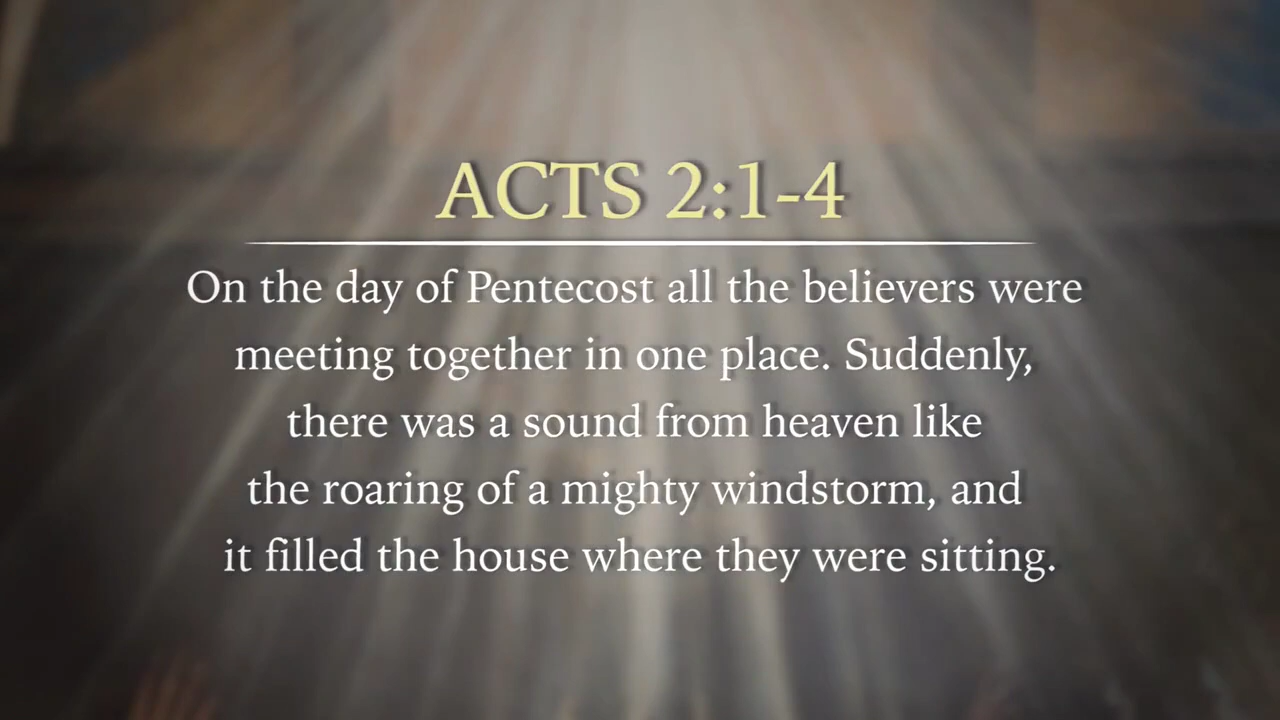 ACTS 2:1-4
On the day of Pentecost all the believers were
meeting together in one place. Suddenly,
there was a sound from heaven like
the roaring of a mighty windstorm, and
it filled the house where they were sitting.